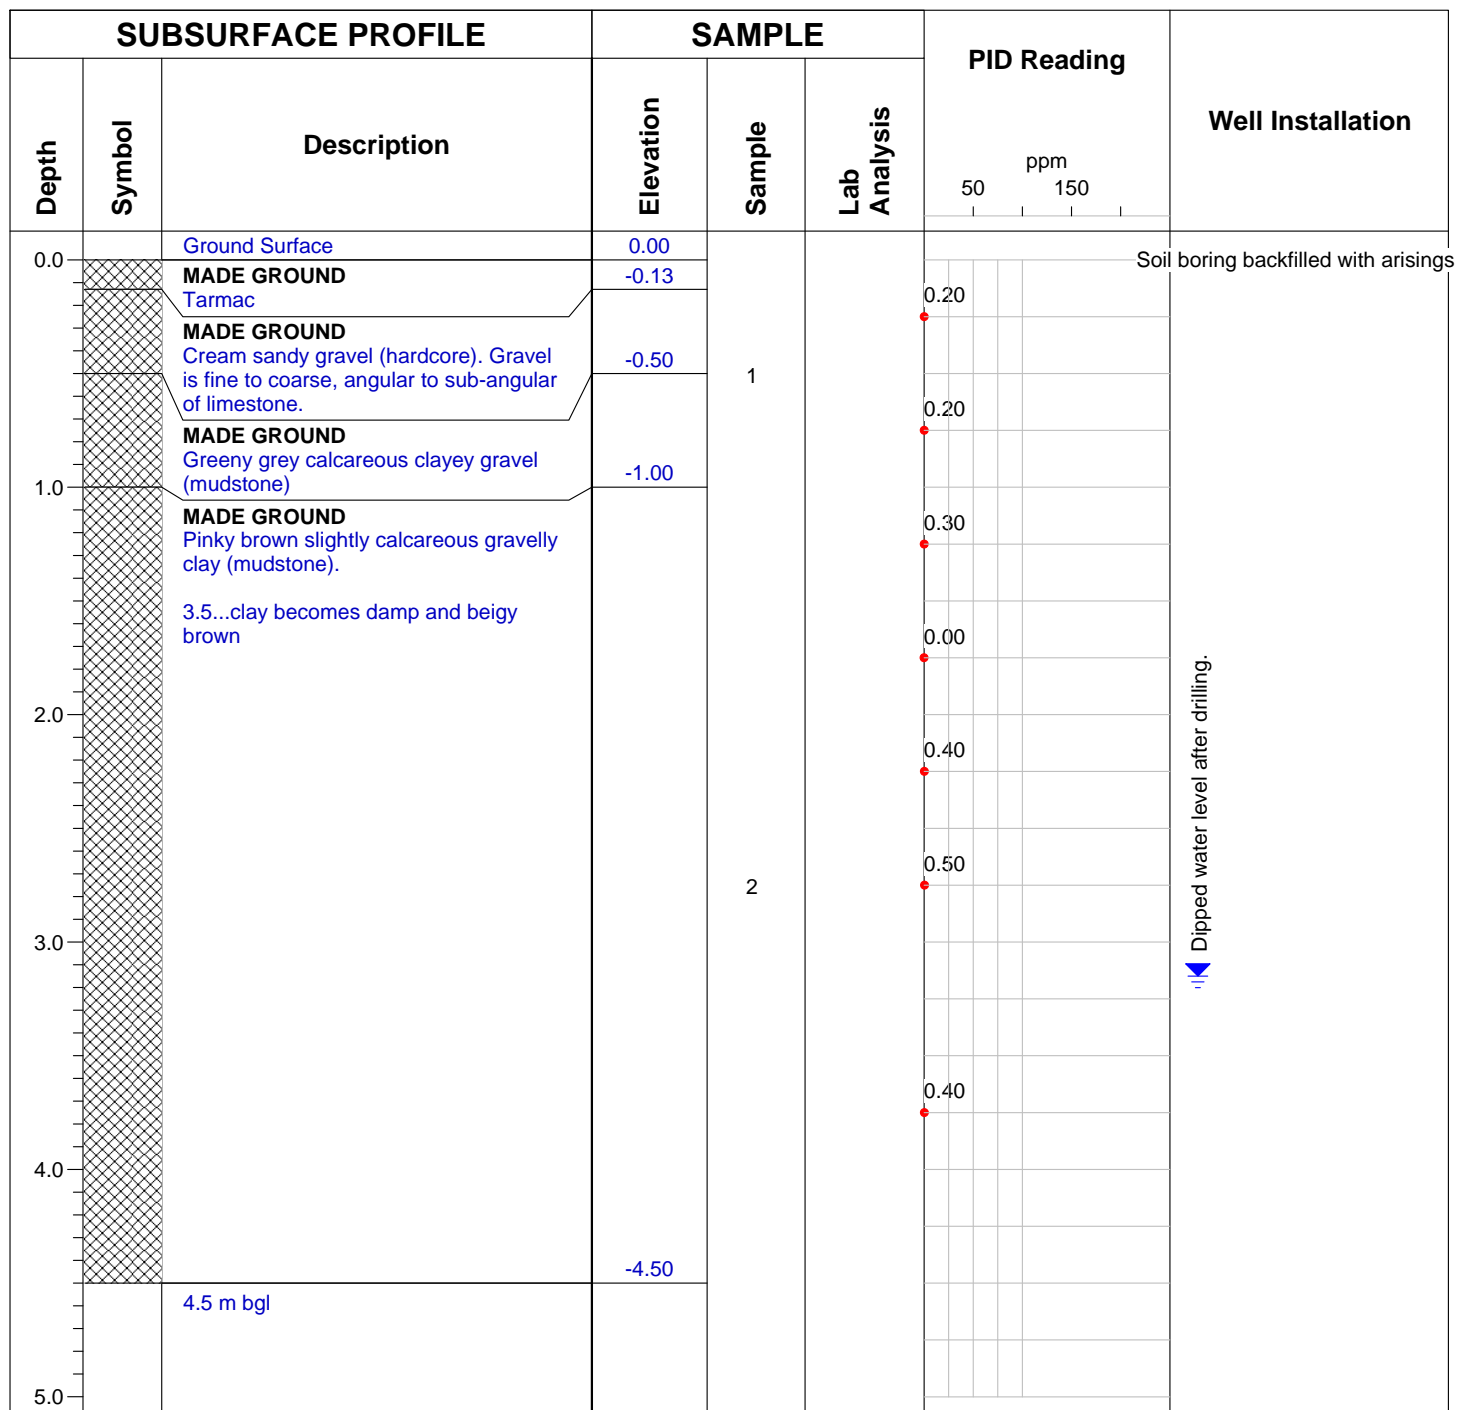 SUBSURFACE PROFILE
SAMPLE
PID Reading
Well Installation
Depth
Symbol
Description
Elevation
Sample
Lab
Analysis
ppm
50 150
Ground Surface
0.00
0.0
Soil boring backfilled with arisings
MADE GROUND
-0.13
Tarmac
0.20
MADE GROUND
Cream sandy gravel (hardcore). Gravel
is fine to coarse, angular to sub-angular
of limestone.
-0.50
1
0.20
MADE GROUND
Greeny grey calcareous clayey gravel
(mudstone)
-1.00
1.0
MADE GROUND
Pinky brown slightly calcareous gravelly
clay (mudstone).
0.30
3.5...clay becomes damp and beigy
brown
0.00
2.0
0.40
Dipped water level after drilling.
0.50
2
3.0
0.40
4.0
-4.50
4.5 m bgl
5.0